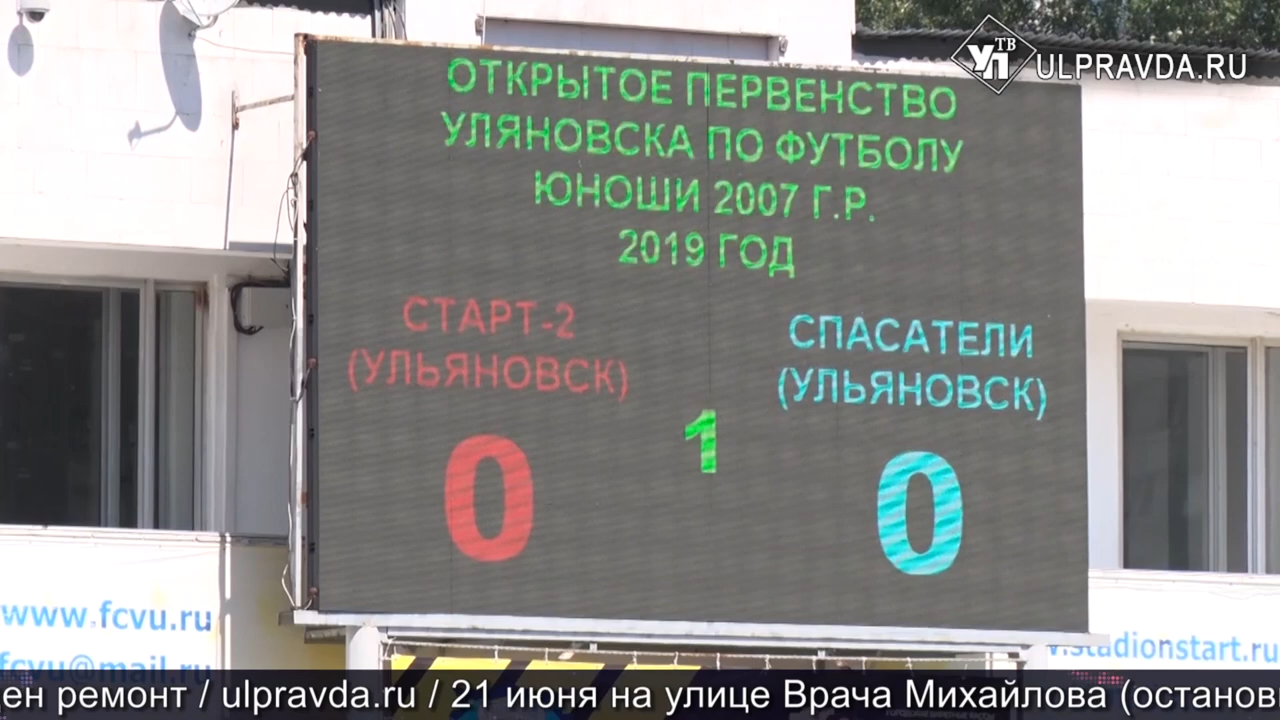 УП ТВ ULPRAVDA.RU
ОТКРЫТОЕ ПЕРВЕНСТВО
УЛЯНОВСКА ПО ФУТБОЛУ
ЮНОШИ 2007 Г.Р.
2019 ГОД
СТАРТ-2
(УЛЬЯНОВСК)
СПАСАТЕЛИ
(УЛЬЯНОВСК)
0 1 0
www.fcvu.ru
fcvu@mail.ru
.stadionstart.ru
ен ремонт / ulpravda.ru / 21 июня на улице Врача Михайлова (останов